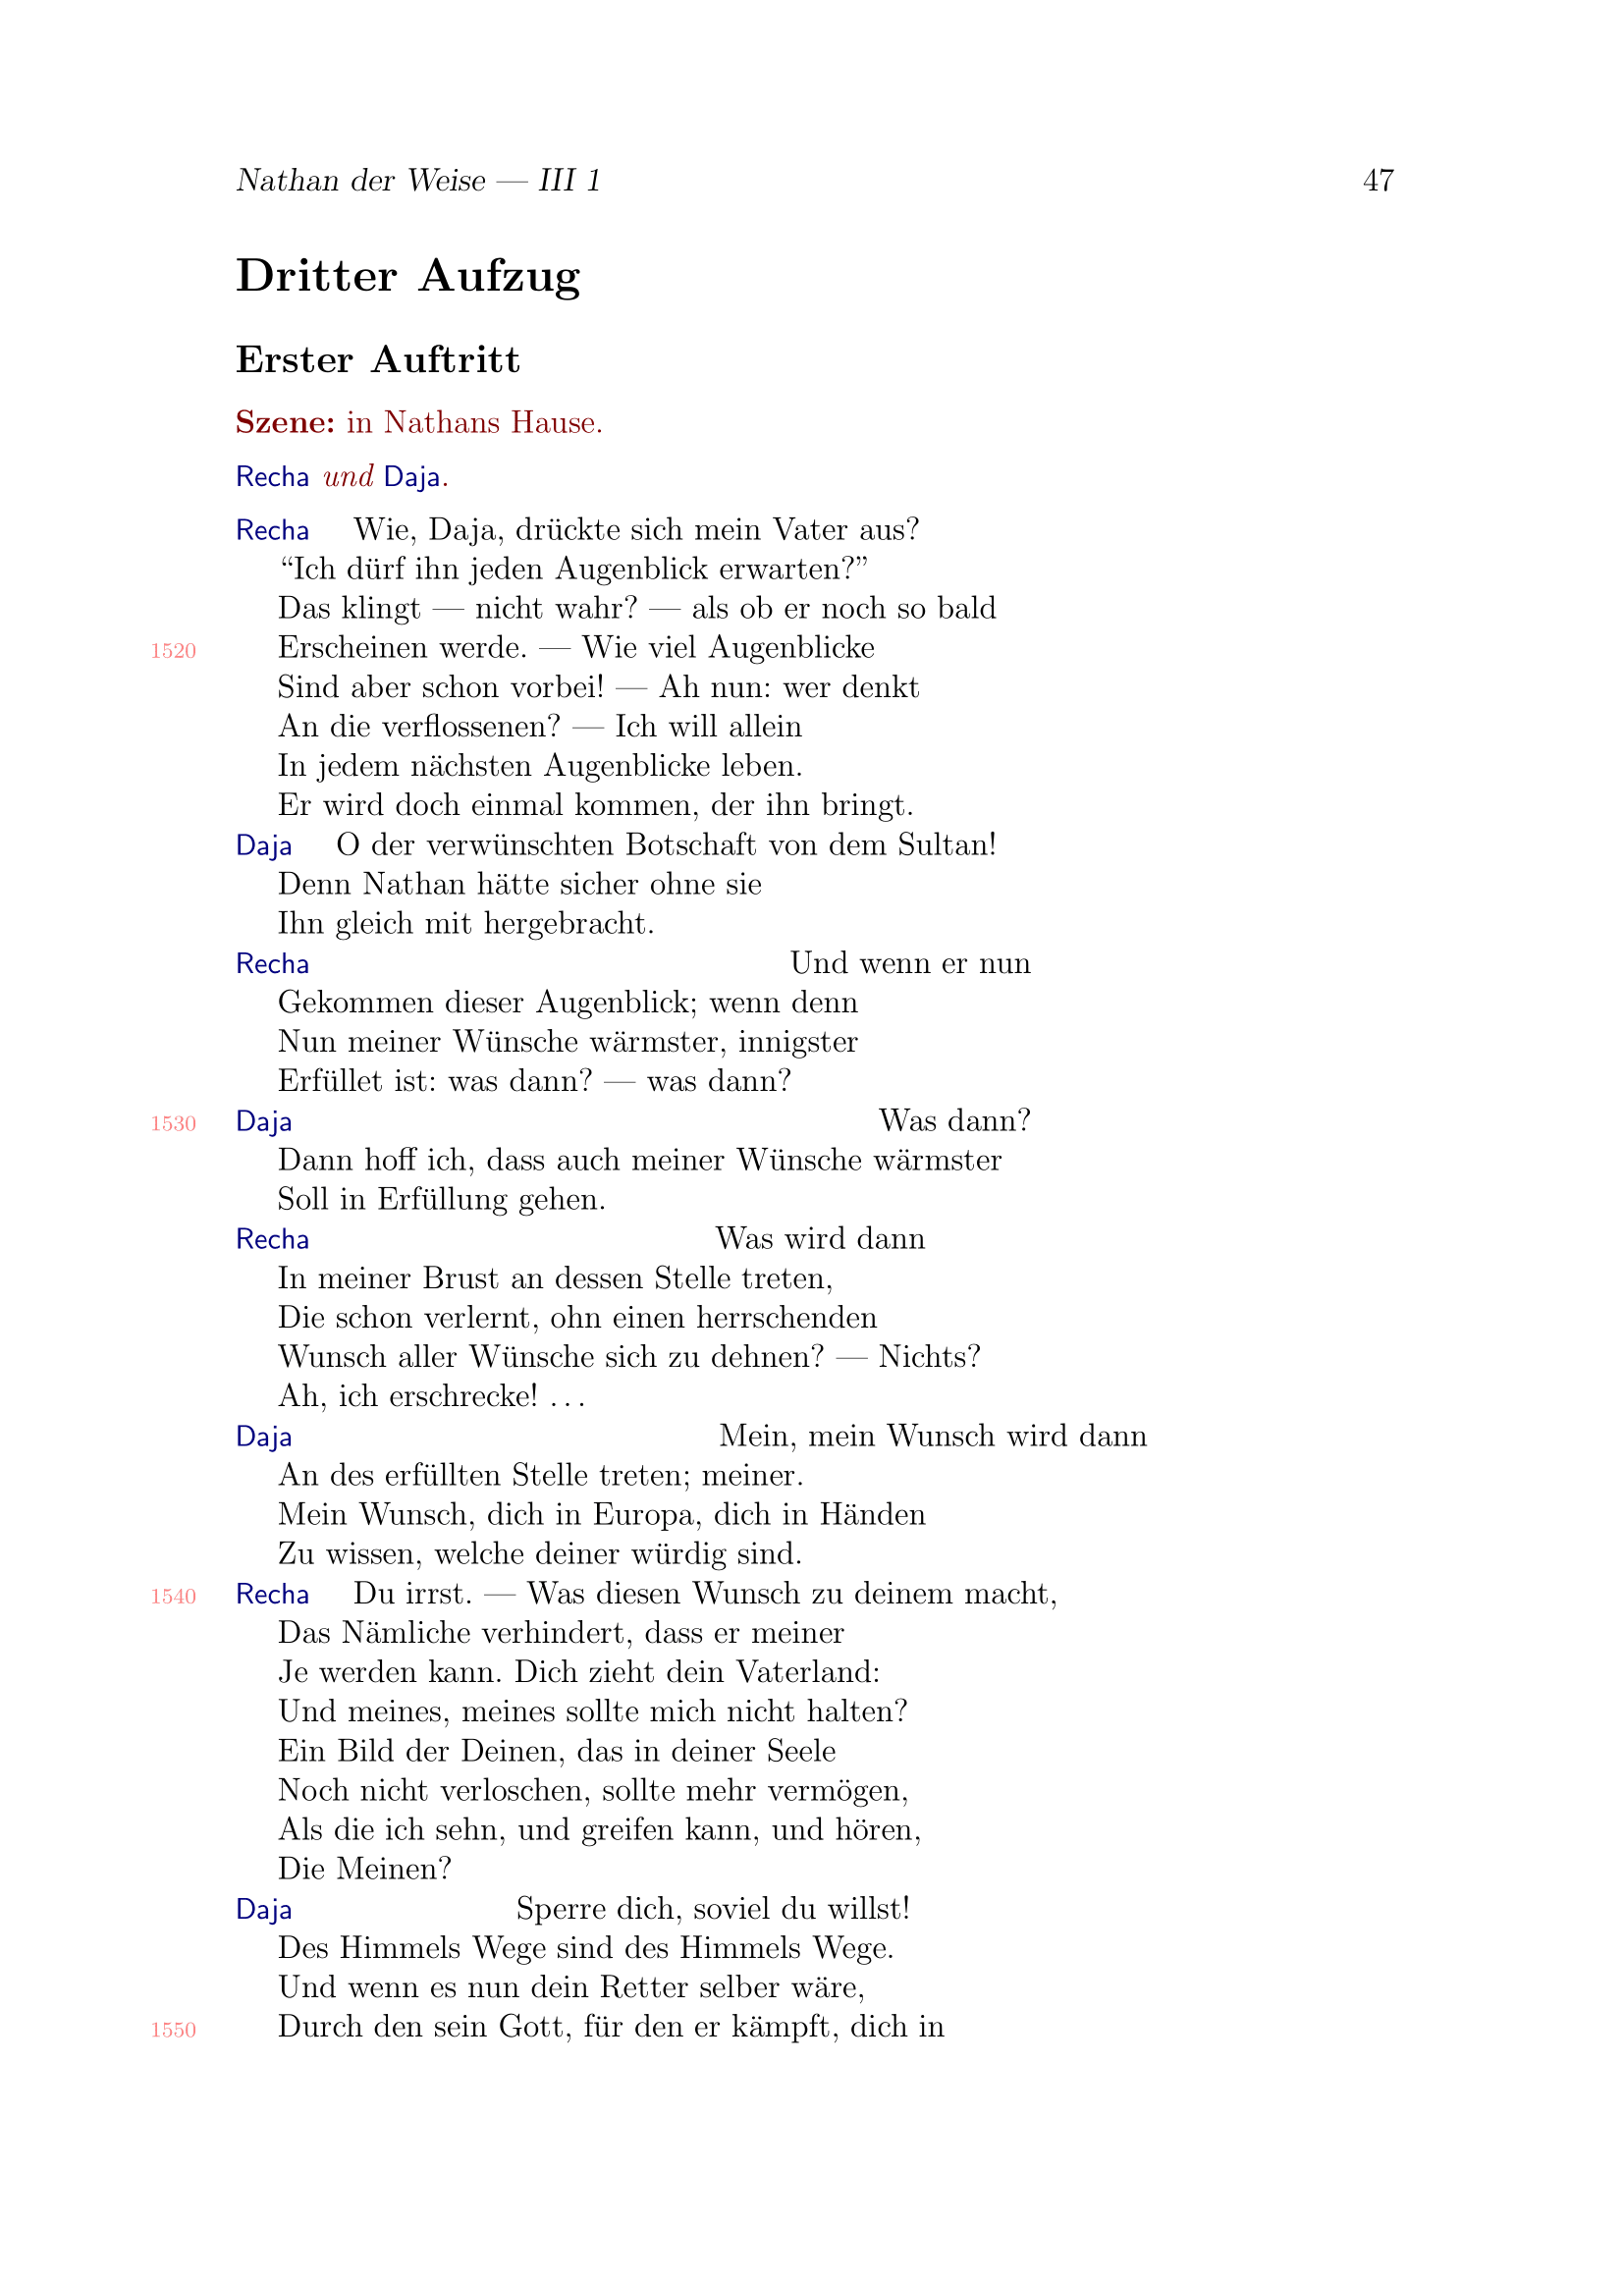 Nathan der Weise — III 1 47
Dritter Aufzug
Erster Auftritt
Szene: in Nathans Hause.
Recha und Daja.
Recha Wie, Daja, drückte sich mein Vater aus?
“Ich dürf ihn jeden Augenblick erwarten?”
Das klingt — nicht wahr? — als ob er noch so bald
1520 Erscheinen werde. — Wie viel Augenblicke
Sind aber schon vorbei! — Ah nun: wer denkt
An die verflossenen? — Ich will allein
In jedem nächsten Augenblicke leben.
Er wird doch einmal kommen, der ihn bringt.
Daja O der verwünschten Botschaft von dem Sultan!
Denn Nathan hätte sicher ohne sie
Ihn gleich mit hergebracht.
Recha Und wenn er nun
Gekommen dieser Augenblick; wenn denn
Nun meiner Wünsche wärmster, innigster
Erfüllet ist: was dann? — was dann?
1530 Daja Was dann?
Dann hoff ich, dass auch meiner Wünsche wärmster
Soll in Erfüllung gehen.
Recha Was wird dann
In meiner Brust an dessen Stelle treten,
Die schon verlernt, ohn einen herrschenden
Wunsch aller Wünsche sich zu dehnen? — Nichts?
Ah, ich erschrecke! …
Daja Mein, mein Wunsch wird dann
An des erfüllten Stelle treten; meiner.
Mein Wunsch, dich in Europa, dich in Händen
Zu wissen, welche deiner würdig sind.
1540 Recha Du irrst. — Was diesen Wunsch zu deinem macht,
Das Nämliche verhindert, dass er meiner
Je werden kann. Dich zieht dein Vaterland:
Und meines, meines sollte mich nicht halten?
Ein Bild der Deinen, das in deiner Seele
Noch nicht verloschen, sollte mehr vermögen,
Als die ich sehn, und greifen kann, und hören,
Die Meinen?
Daja Sperre dich, soviel du willst!
Des Himmels Wege sind des Himmels Wege.
Und wenn es nun dein Retter selber wäre,
1550 Durch den sein Gott, für den er kämpft, dich in